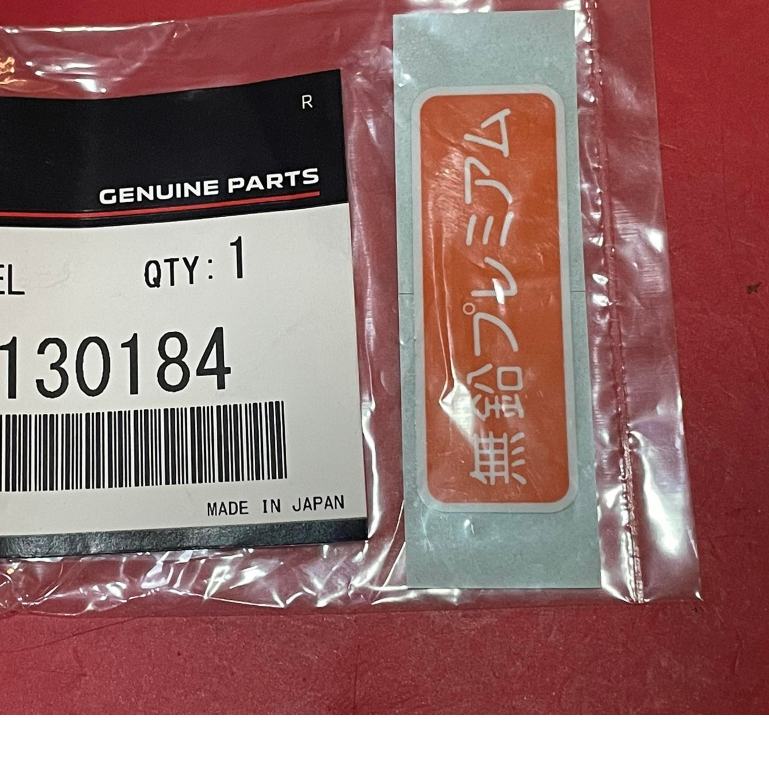 R
GENUINE PARTS
EL QTY: 1
130184
MADE IN JAPAN
無鉛プレミアム